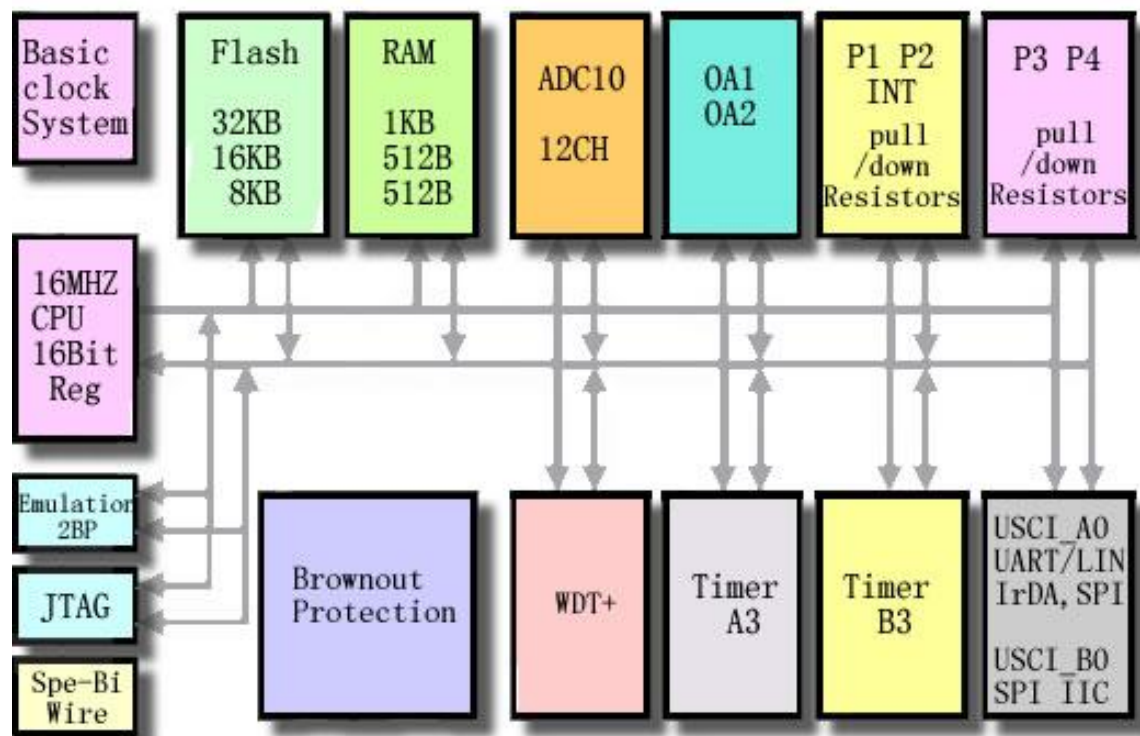 Basic
clock
System
Flash
32KB
16KB
8KB
RAM
1KB
512B
512B
ADC10
12CH
OA1
OA2
P1 P2
INT
pull
/down
Resistors
P3 P4
pull
/down
Resistors
16MHZ
CPU
16Bit
Reg
Emulation
2BP
JTAG
Spe-Bi
Wire
Brownout
Protection
WDT+
Timer
A3
Timer
B3
USCI_A0
UART/LIN
IrDA,SPI
USCI_B0
SPI IIC